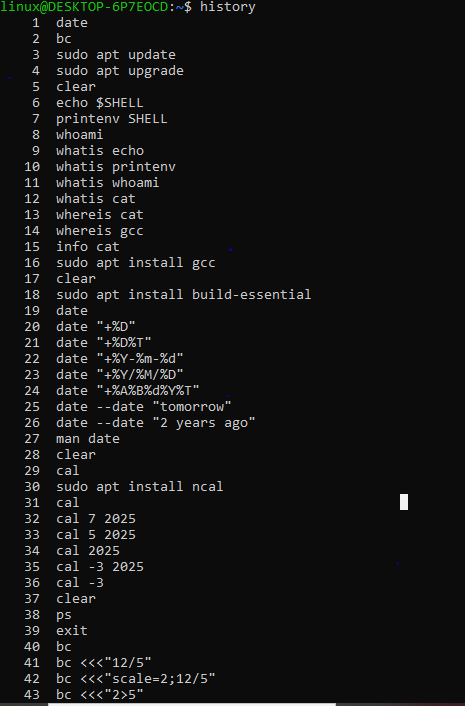 linux@DESKTOP-6P7EOCD:~$ history
1 date
2 bc
3 sudo apt update
4 sudo apt upgrade
5 clear
6 echo $SHELL
7 printenv SHELL
8 whoami
9 whatis echo
10 whatis printenv
11 whatis whoami
12 whatis cat
13 whereis cat
14 whereis gcc
15 info cat
16 sudo apt install gcc
17 clear
18 sudo apt install build-essential
19 date
20 date "+%D"
21 date "+%D%T"
22 date "+%Y-%m-%d"
23 date "+%Y/%M/%D"
24 date "+%A%B%d%Y%T"
25 date --date "tomorrow"
26 date --date "2 years ago"
27 man date
28 clear
29 cal
30 sudo apt install ncal
31 cal
32 cal 7 2025
33 cal 5 2025
34 cal 2025
35 cal -3 2025
36 cal -3
37 clear
38 ps
39 exit
40 bc
41 bc <<<"12/5"
42 bc <<<"scale=2;12/5"
43 bc <<<"2>5"